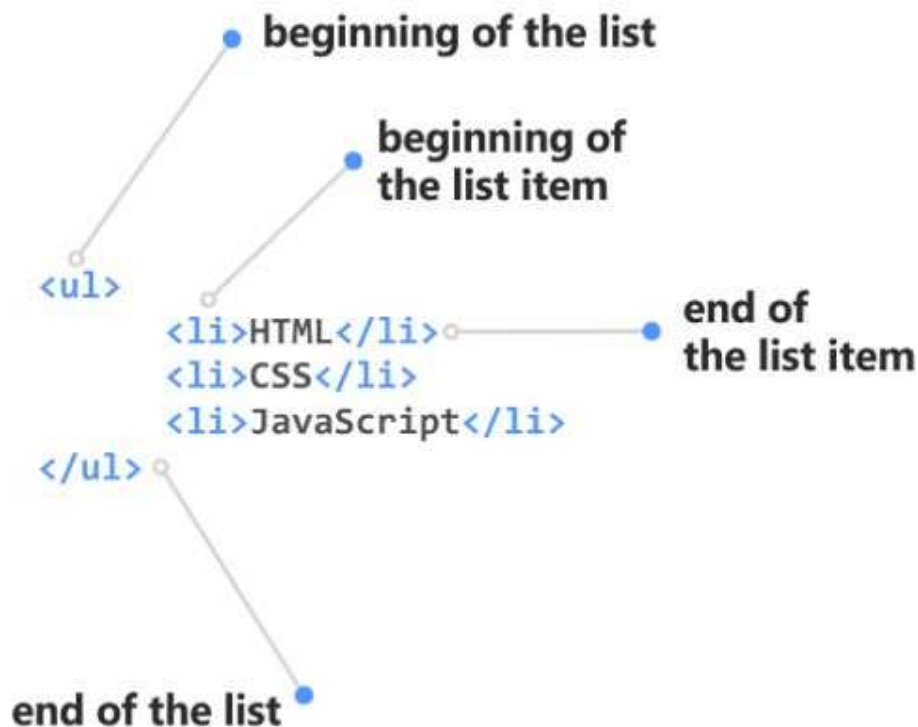 beginning of the list
beginning of
the list item
<ul>
<li>HTML</li>
end of
the list item
<li>CSS</li>
<li>JavaScript</li>
</ul>
end of the list